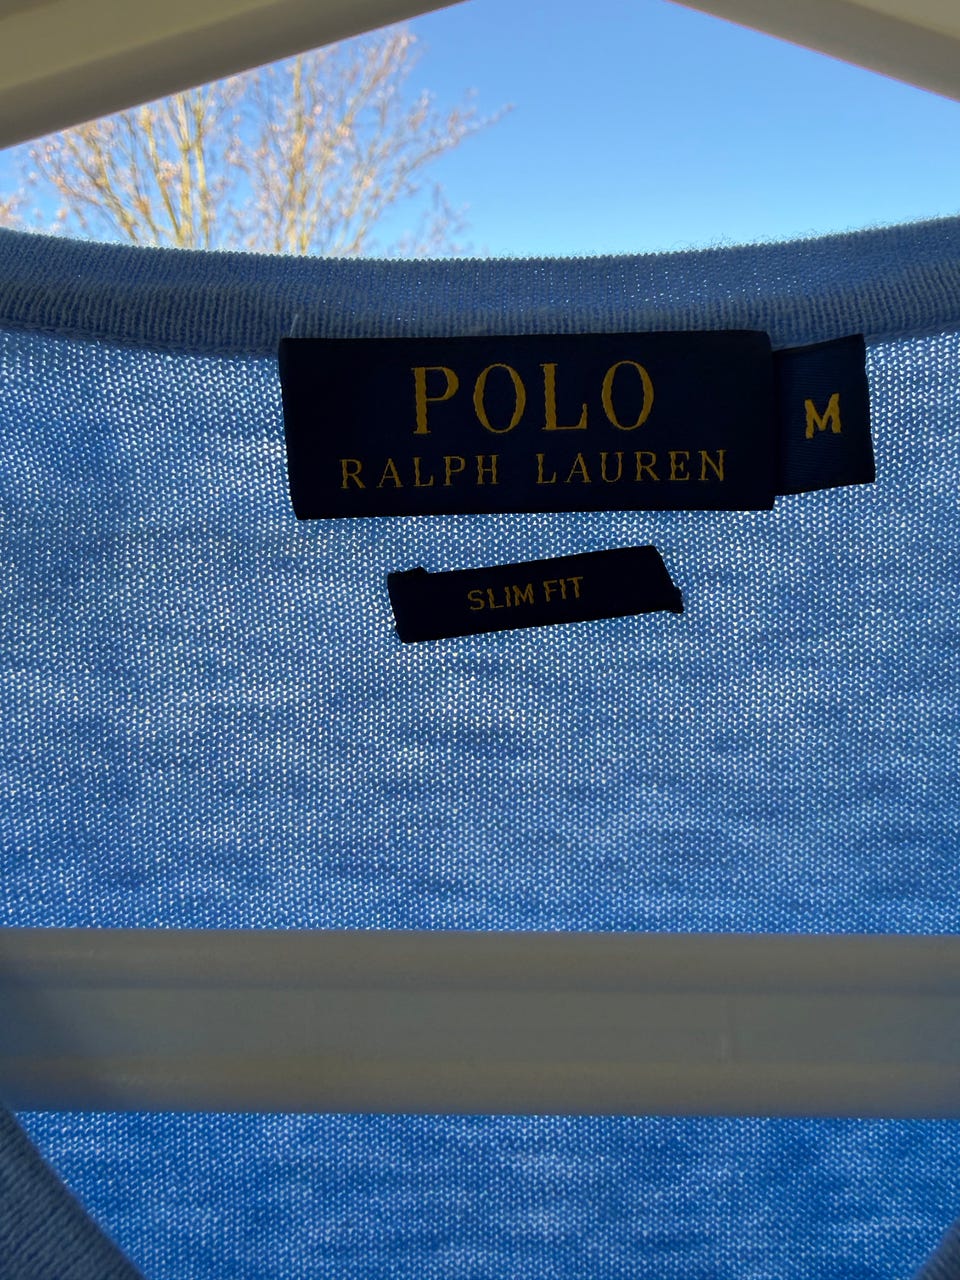 POLO
RALPH LAUREN
M
SLIM FIT